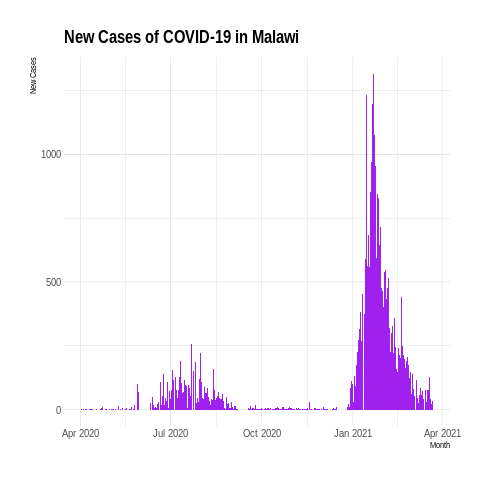 New Cases of COVID-19 in Malawi
New Cases
1000
500
0
Apr 2020 Jul 2020 Oct 2020 Jan 2021 Apr 2021
Month